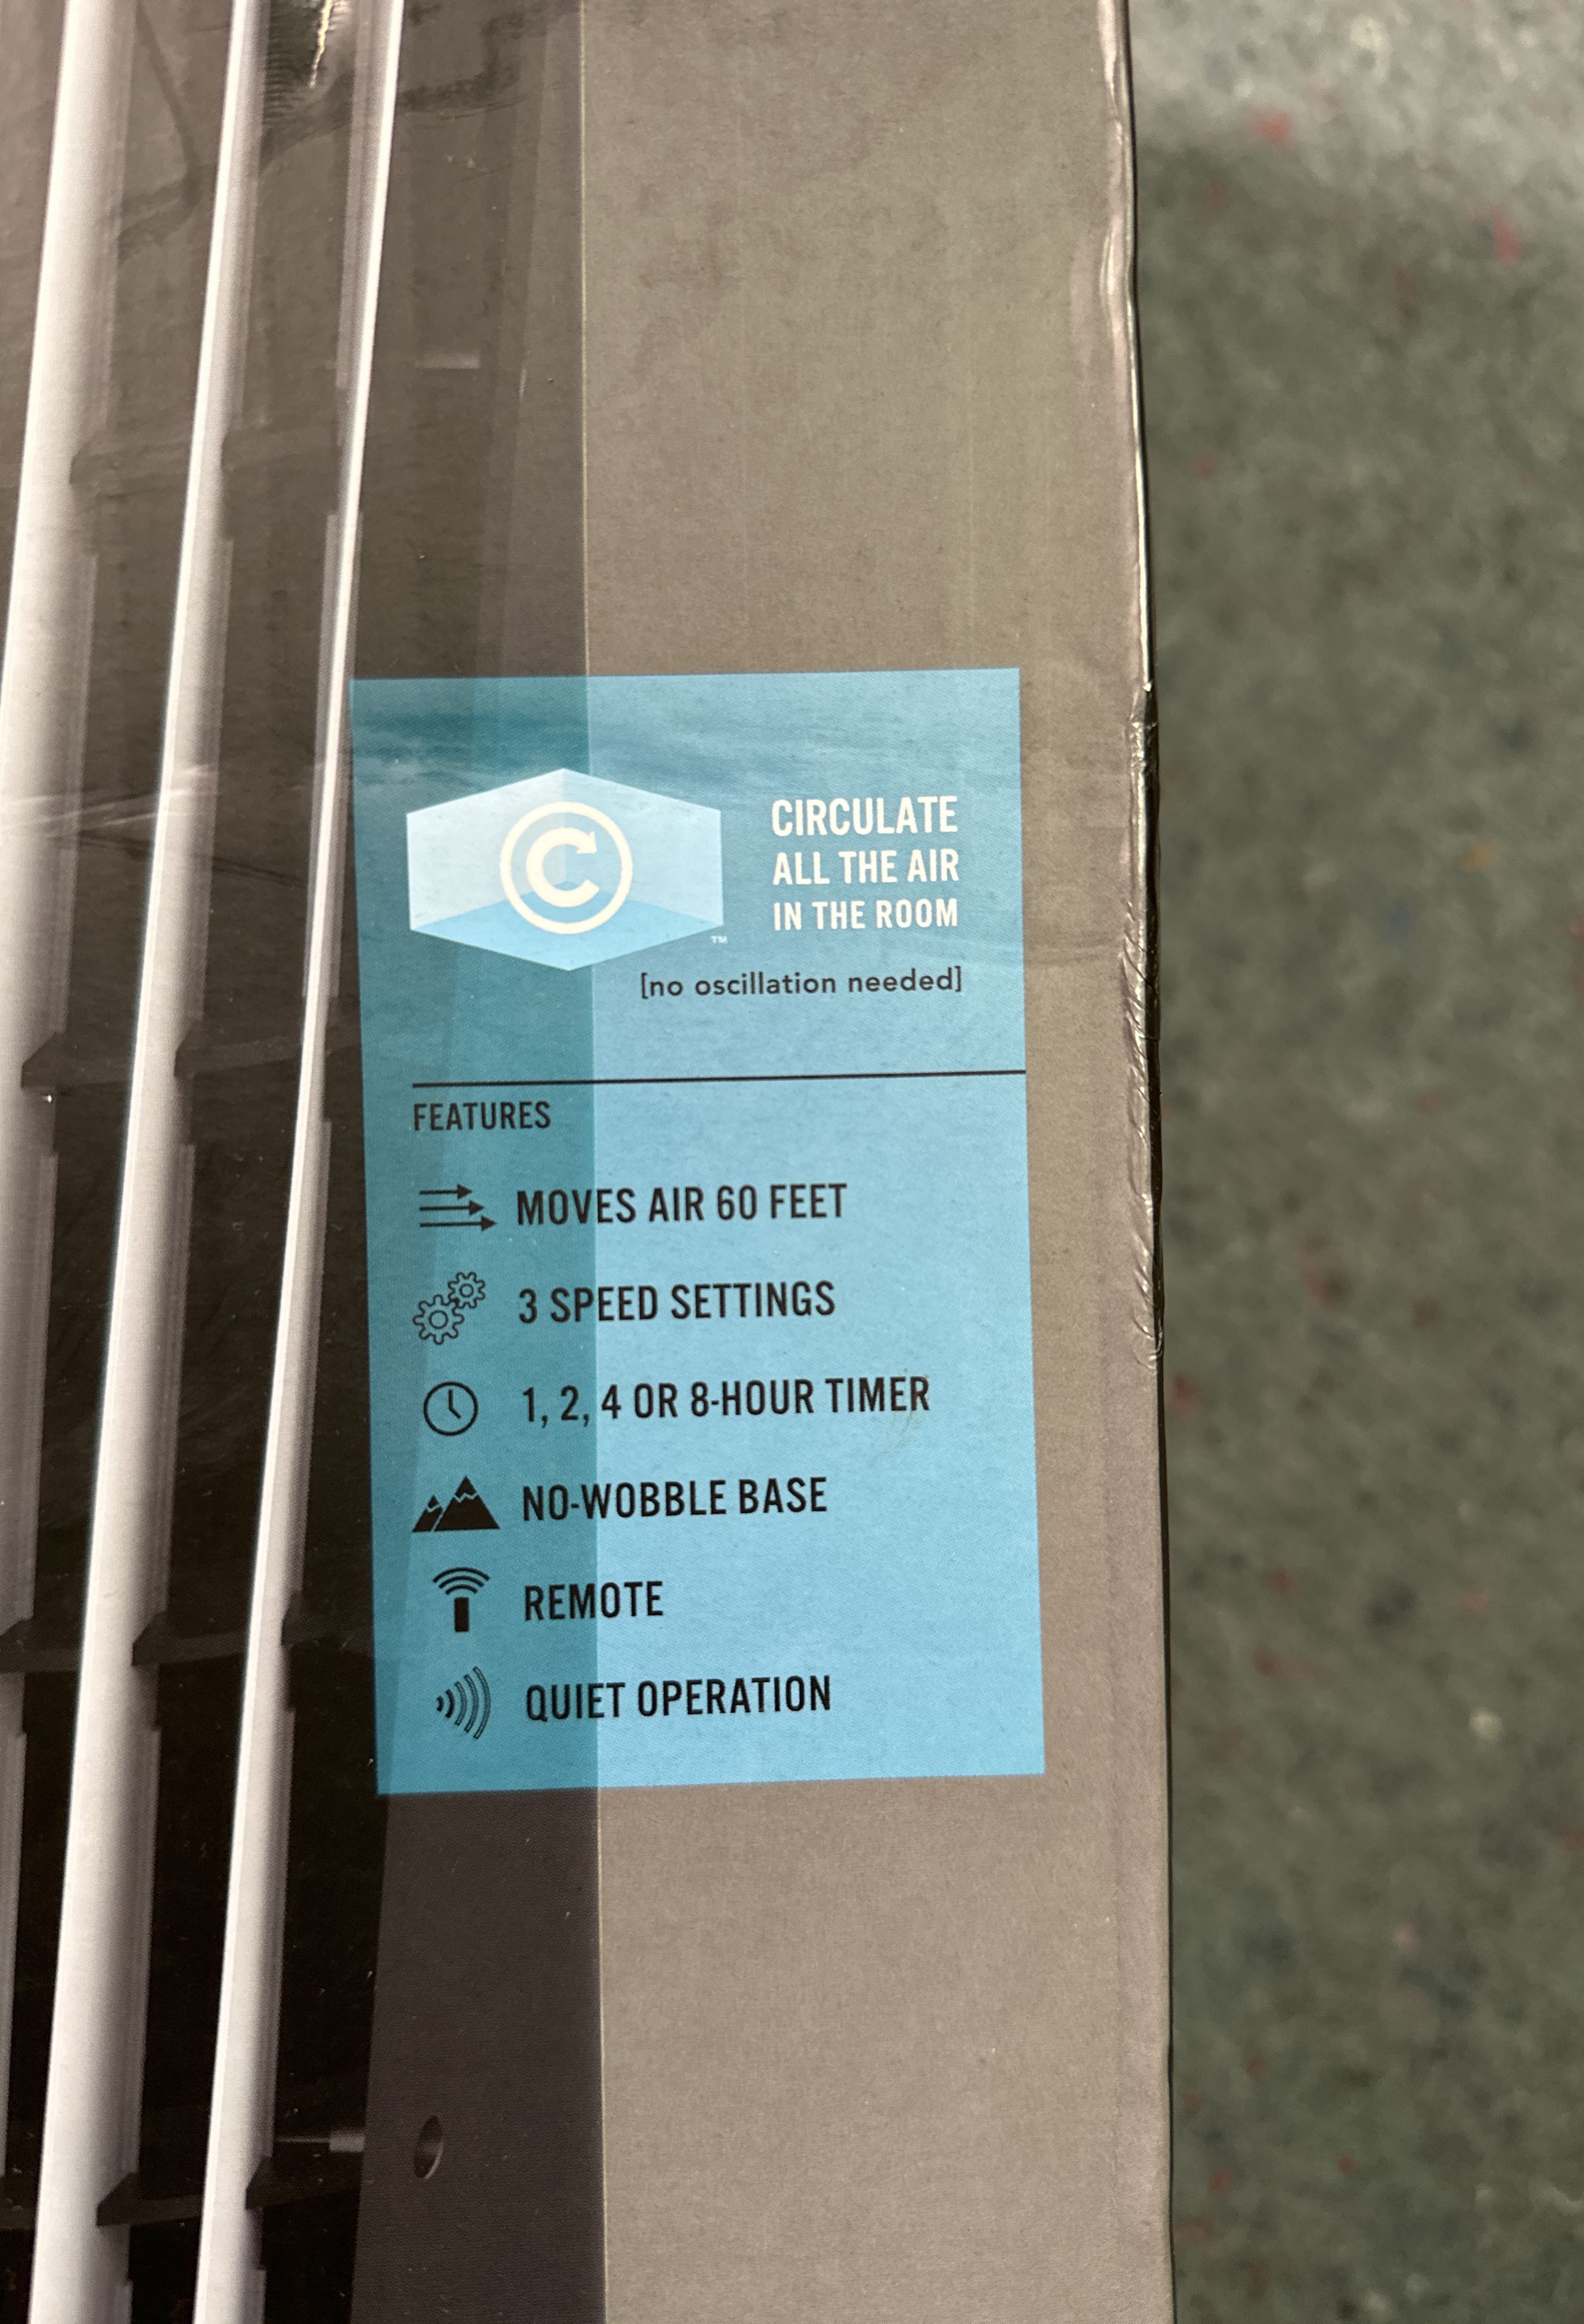 C
™
CIRCULATE
ALL THE AIR
IN THE ROOM
[no oscillation needed]
FEATURES
MOVES AIR 60 FEET
3 SPEED SETTINGS
1, 2, 4 OR 8-HOUR TIMER
NO-WOBBLE BASE
REMOTE
QUIET OPERATION